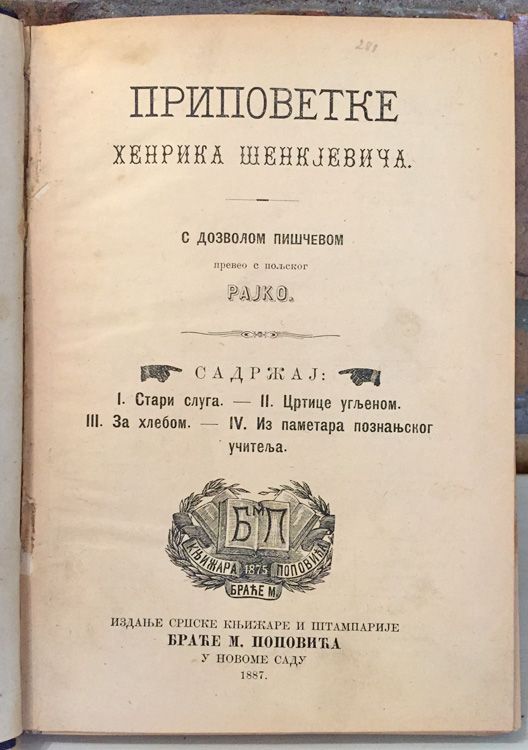 281
ПРИПОВЕТКЕ
ХЕНРИКА ШЕНКЈЕВИЧА.
С ДОЗВОЛОМ ПИШЧЕВОМ
превео с пољског
РАЈКО.
САДРЖАЈ:
I. Стари слуга. — II. Цртице угљеном.
III. За хлебом. — IV. Из паметара познањског
учитеља.
БМП
КЊИЖАРА 1875 ПОПОВИЋА
БРАЋЕ М.
ИЗДАЊЕ СРПСКЕ КЊИЖАРЕ И ШТАМПАРИЈЕ
БРАЋЕ М. ПОПОВИЋА
У НОВОМЕ САДУ
1887.